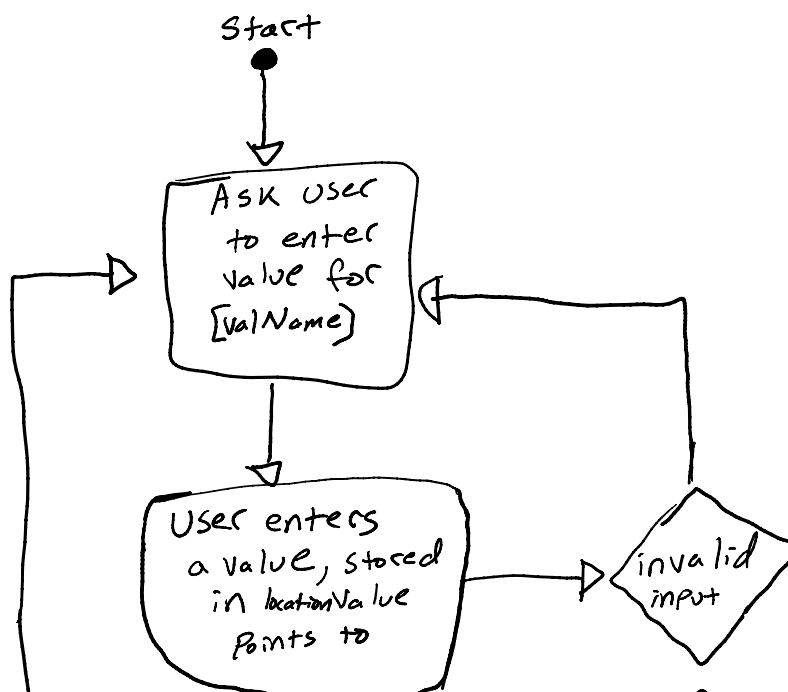 Start
Ask user
to enter
value for
[valName]
User enters
a value, stored
in locationValue
points to
invalid
input